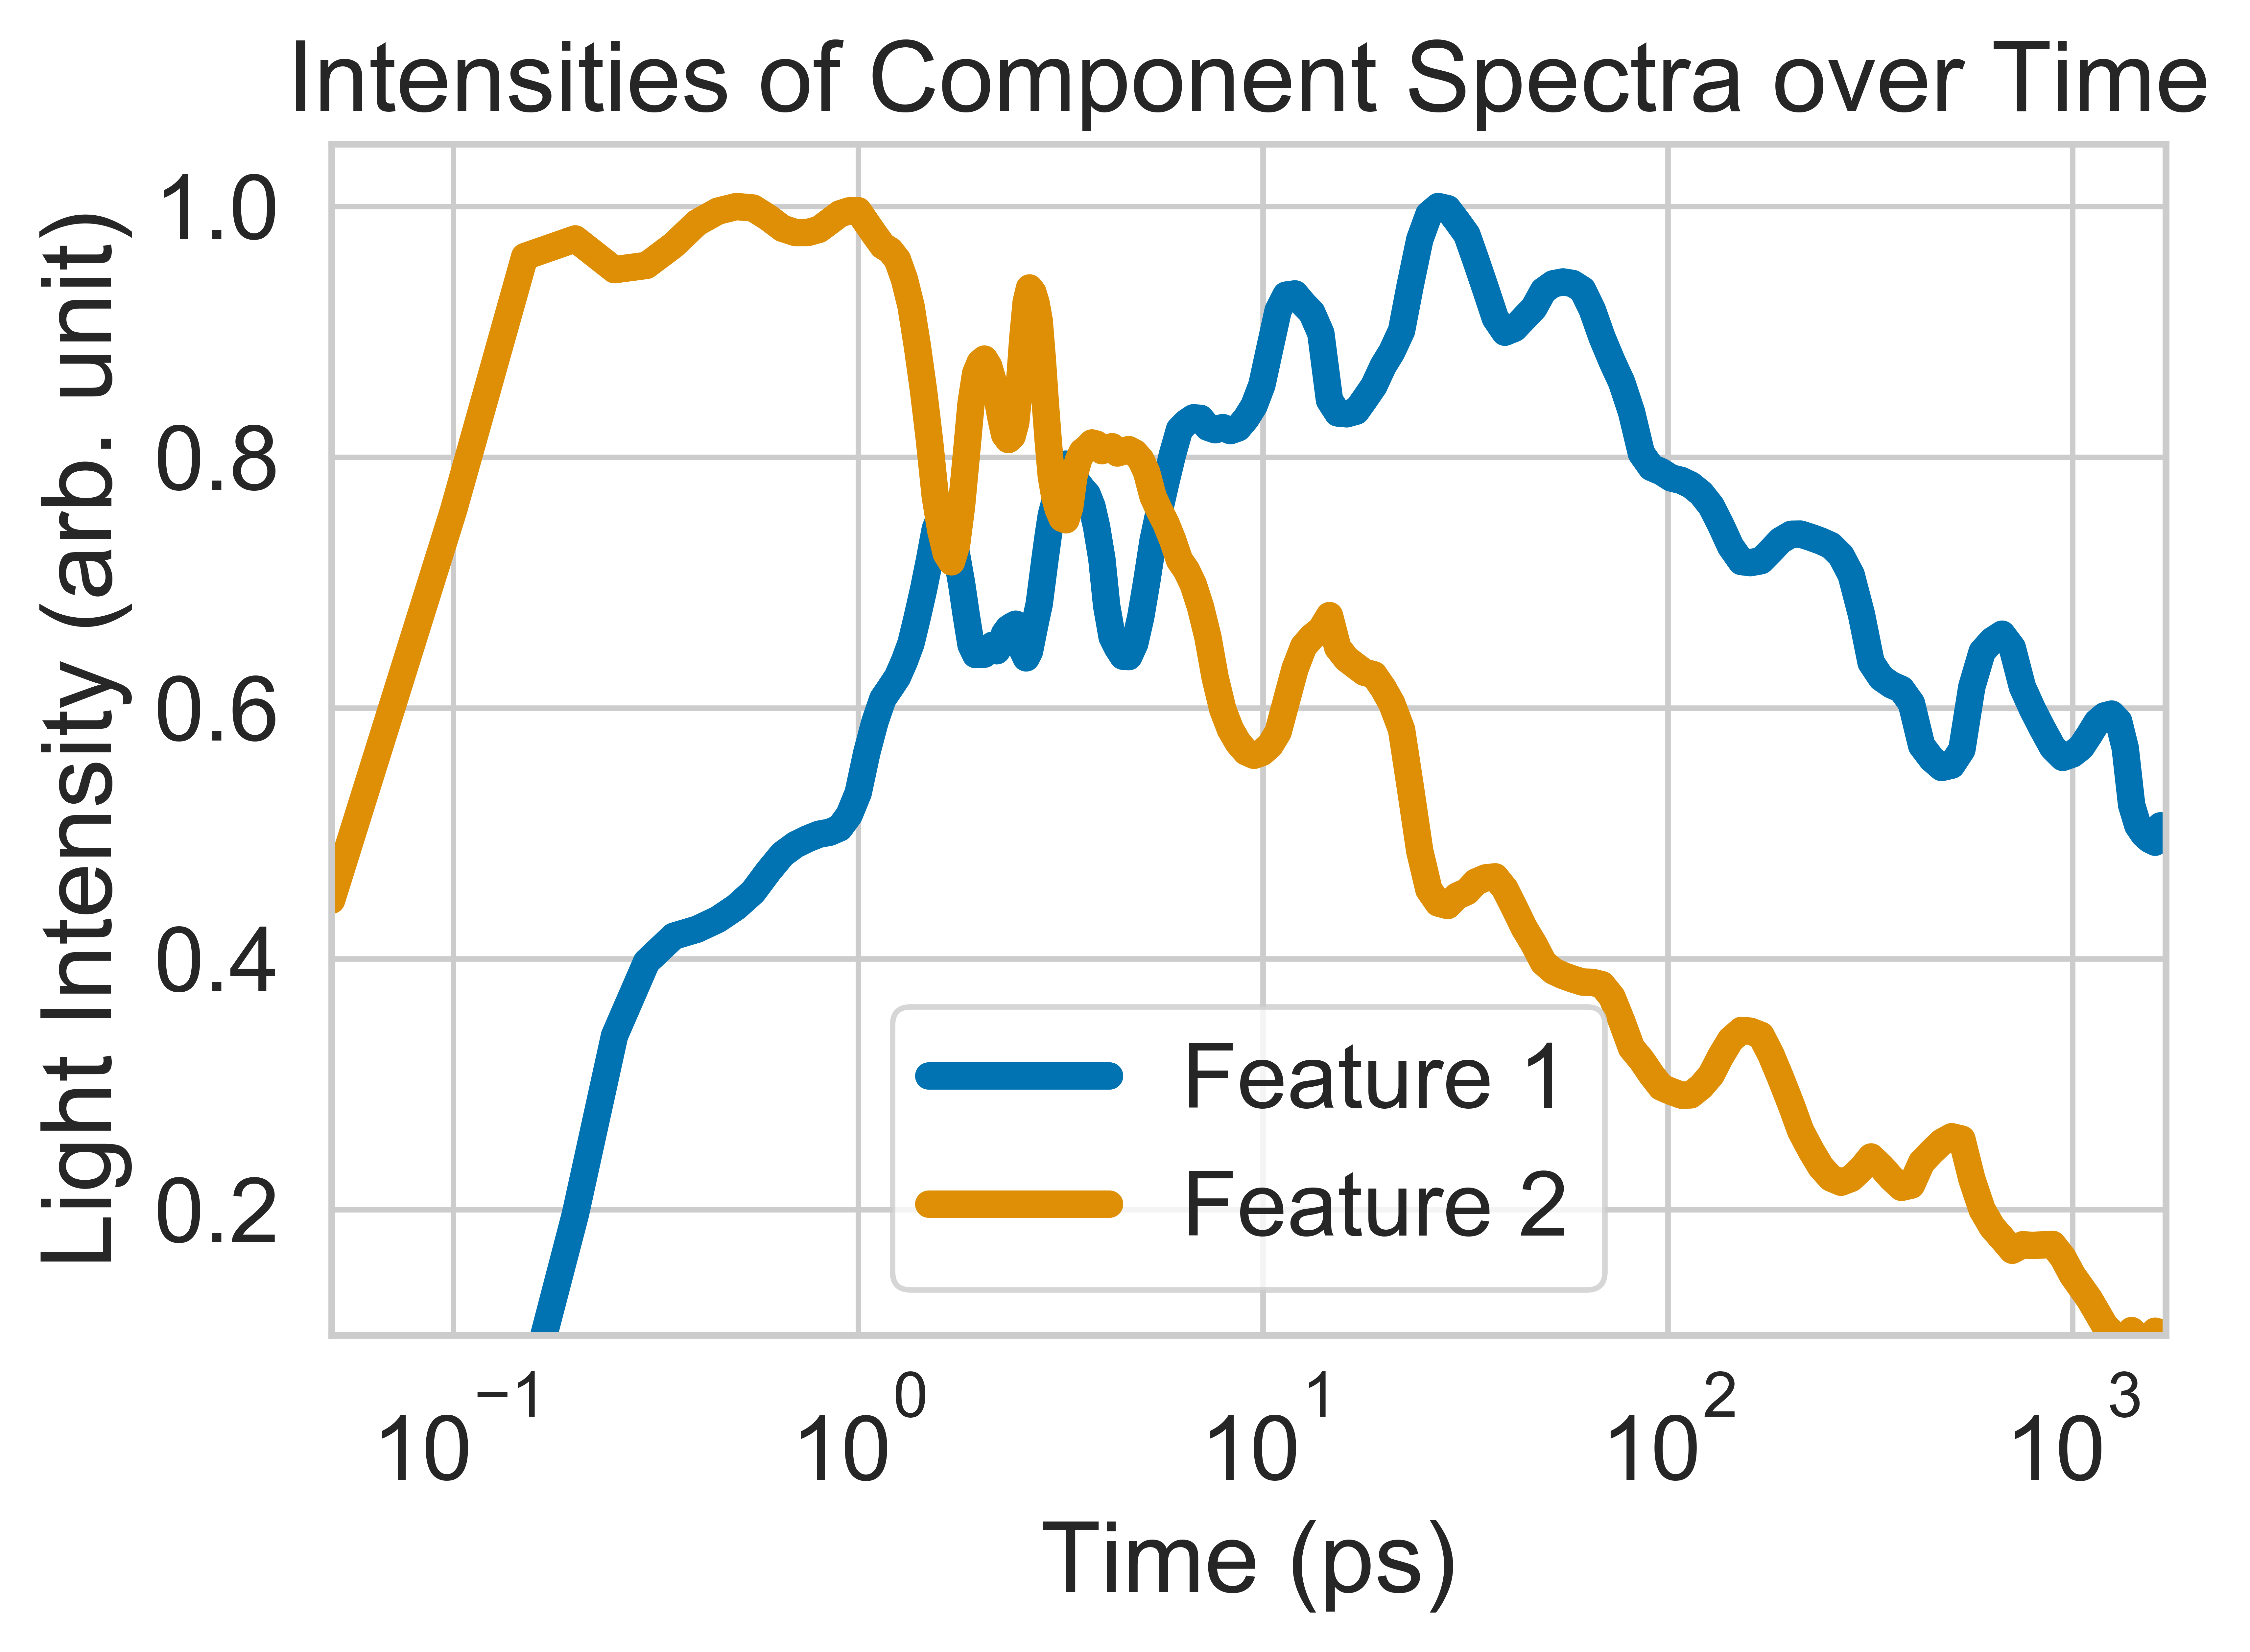 Intensities of Component Spectra over Time
Light Intensity (arb. unit)
1.0
0.8
0.6
0.4
0.2
Feature 1
Feature 2
10⁻¹ 10⁰ 10¹ 10² 10³
Time (ps)